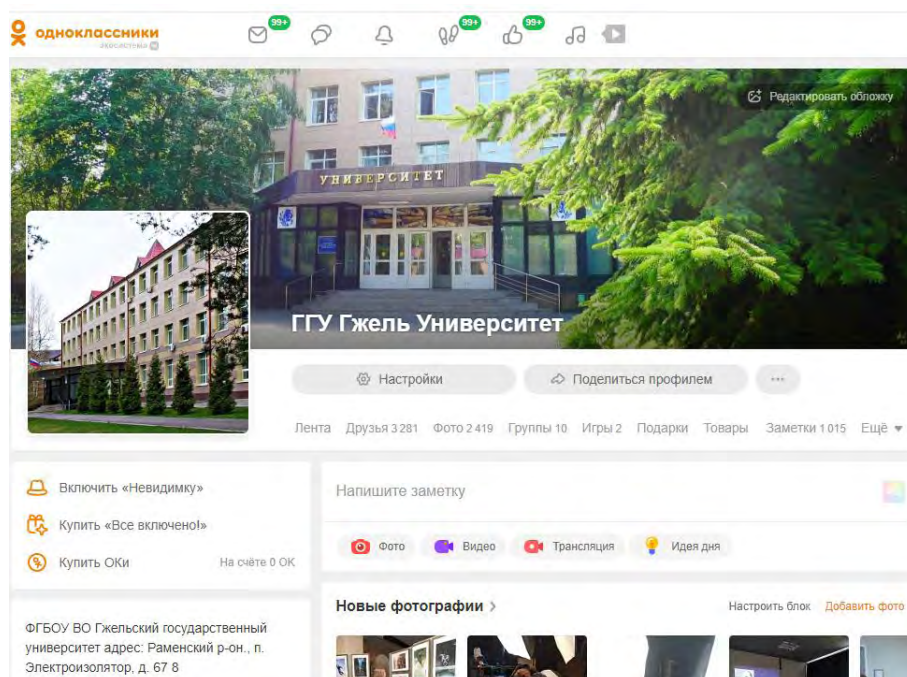 одноклассники
экосистема
99+
99+
99+
Редактировать обложку
УНИВЕРСИТЕТ
ГГУ Гжель Университет
Настройки
Поделиться профилем
Лента Друзья 3 281 Фото 2 419 Группы 10 Игры 2 Подарки Товары Заметки 1 015 Ещё
Включить «Невидимку»
Купить «Все включено!»
Купить ОКи На счёте 0 ОК
Напишите заметку
Фото Видео Трансляция Идея дня
Новые фотографии
Настроить блок Добавить фото
ФГБОУ ВО Гжельский государственный
университет адрес: Раменский р-он., п.
Электроизолятор, д. 67 8